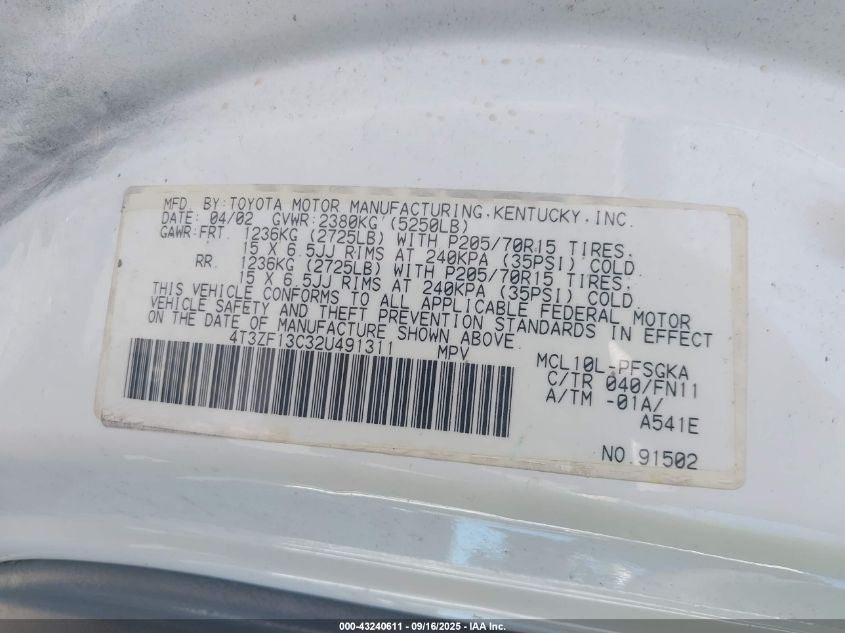 MFD. BY:TOYOTA MOTOR MANUFACTURING,KENTUCKY,INC.
DATE: 04/02 GVWR:2380KG (5250LB)
GAWR:FRT. 1236KG (2725LB) WITH P205/70R15 TIRES.
15 X 6.5JJ RIMS AT 240KPA (35PSI) COLD.
RR. 1236KG (2725LB) WITH P205/70R15 TIRES.
15 X 6.5JJ RIMS AT 240KPA (35PSI) COLD.
THIS VEHICLE CONFORMS TO ALL APPLICABLE FEDERAL MOTOR
VEHICLE SAFETY AND THEFT PREVENTION STANDARDS IN EFFECT
ON THE DATE OF MANUFACTURE SHOWN ABOVE.
4T3ZF13C32U491311 MPV
MCL10L-PFSGKA
C/TR 040/FN11
A/TM -01A/
A541E
NO.91502
000-43240611 - 09/16/2025 - IAA Inc.